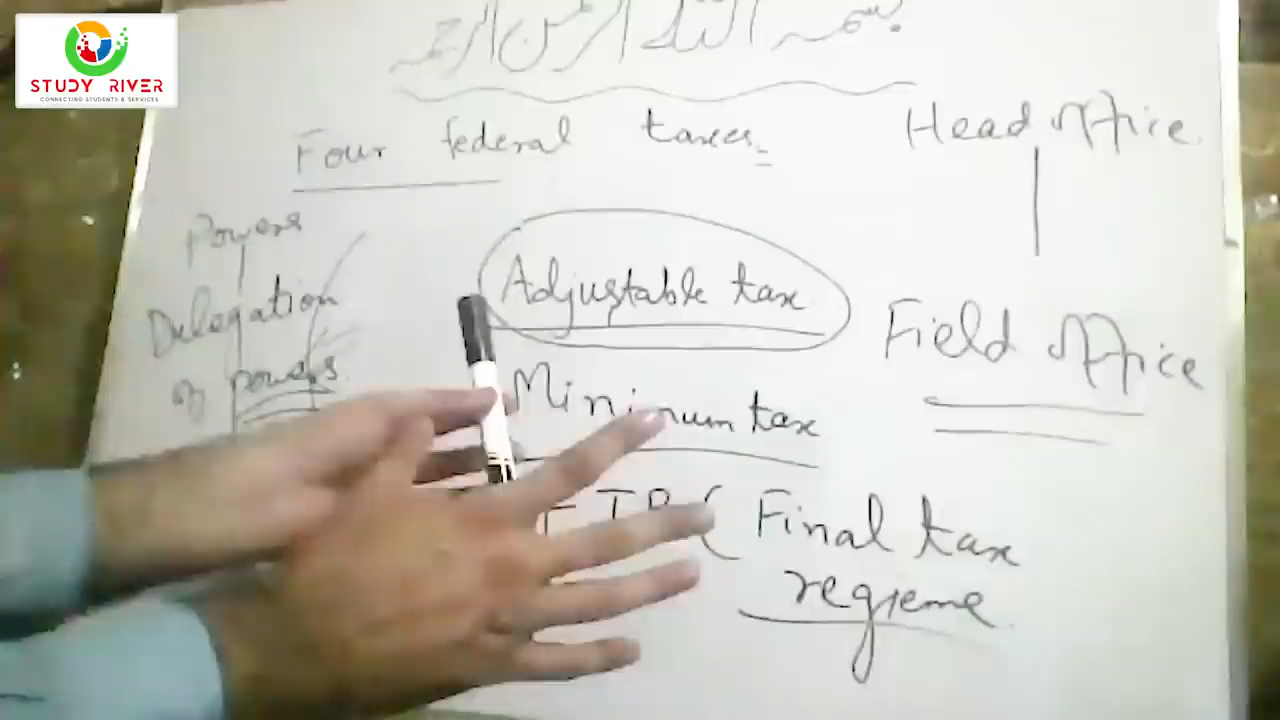 STUDY RIVER
CONNECTING STUDENTS & SERVICES
بسم اللہ الرحمن الرحیم
Four federal taxes
Head office
Powers
Delegation
of powers
Adjustable tax
Minimum tax
Field office
(Final tax
regieme